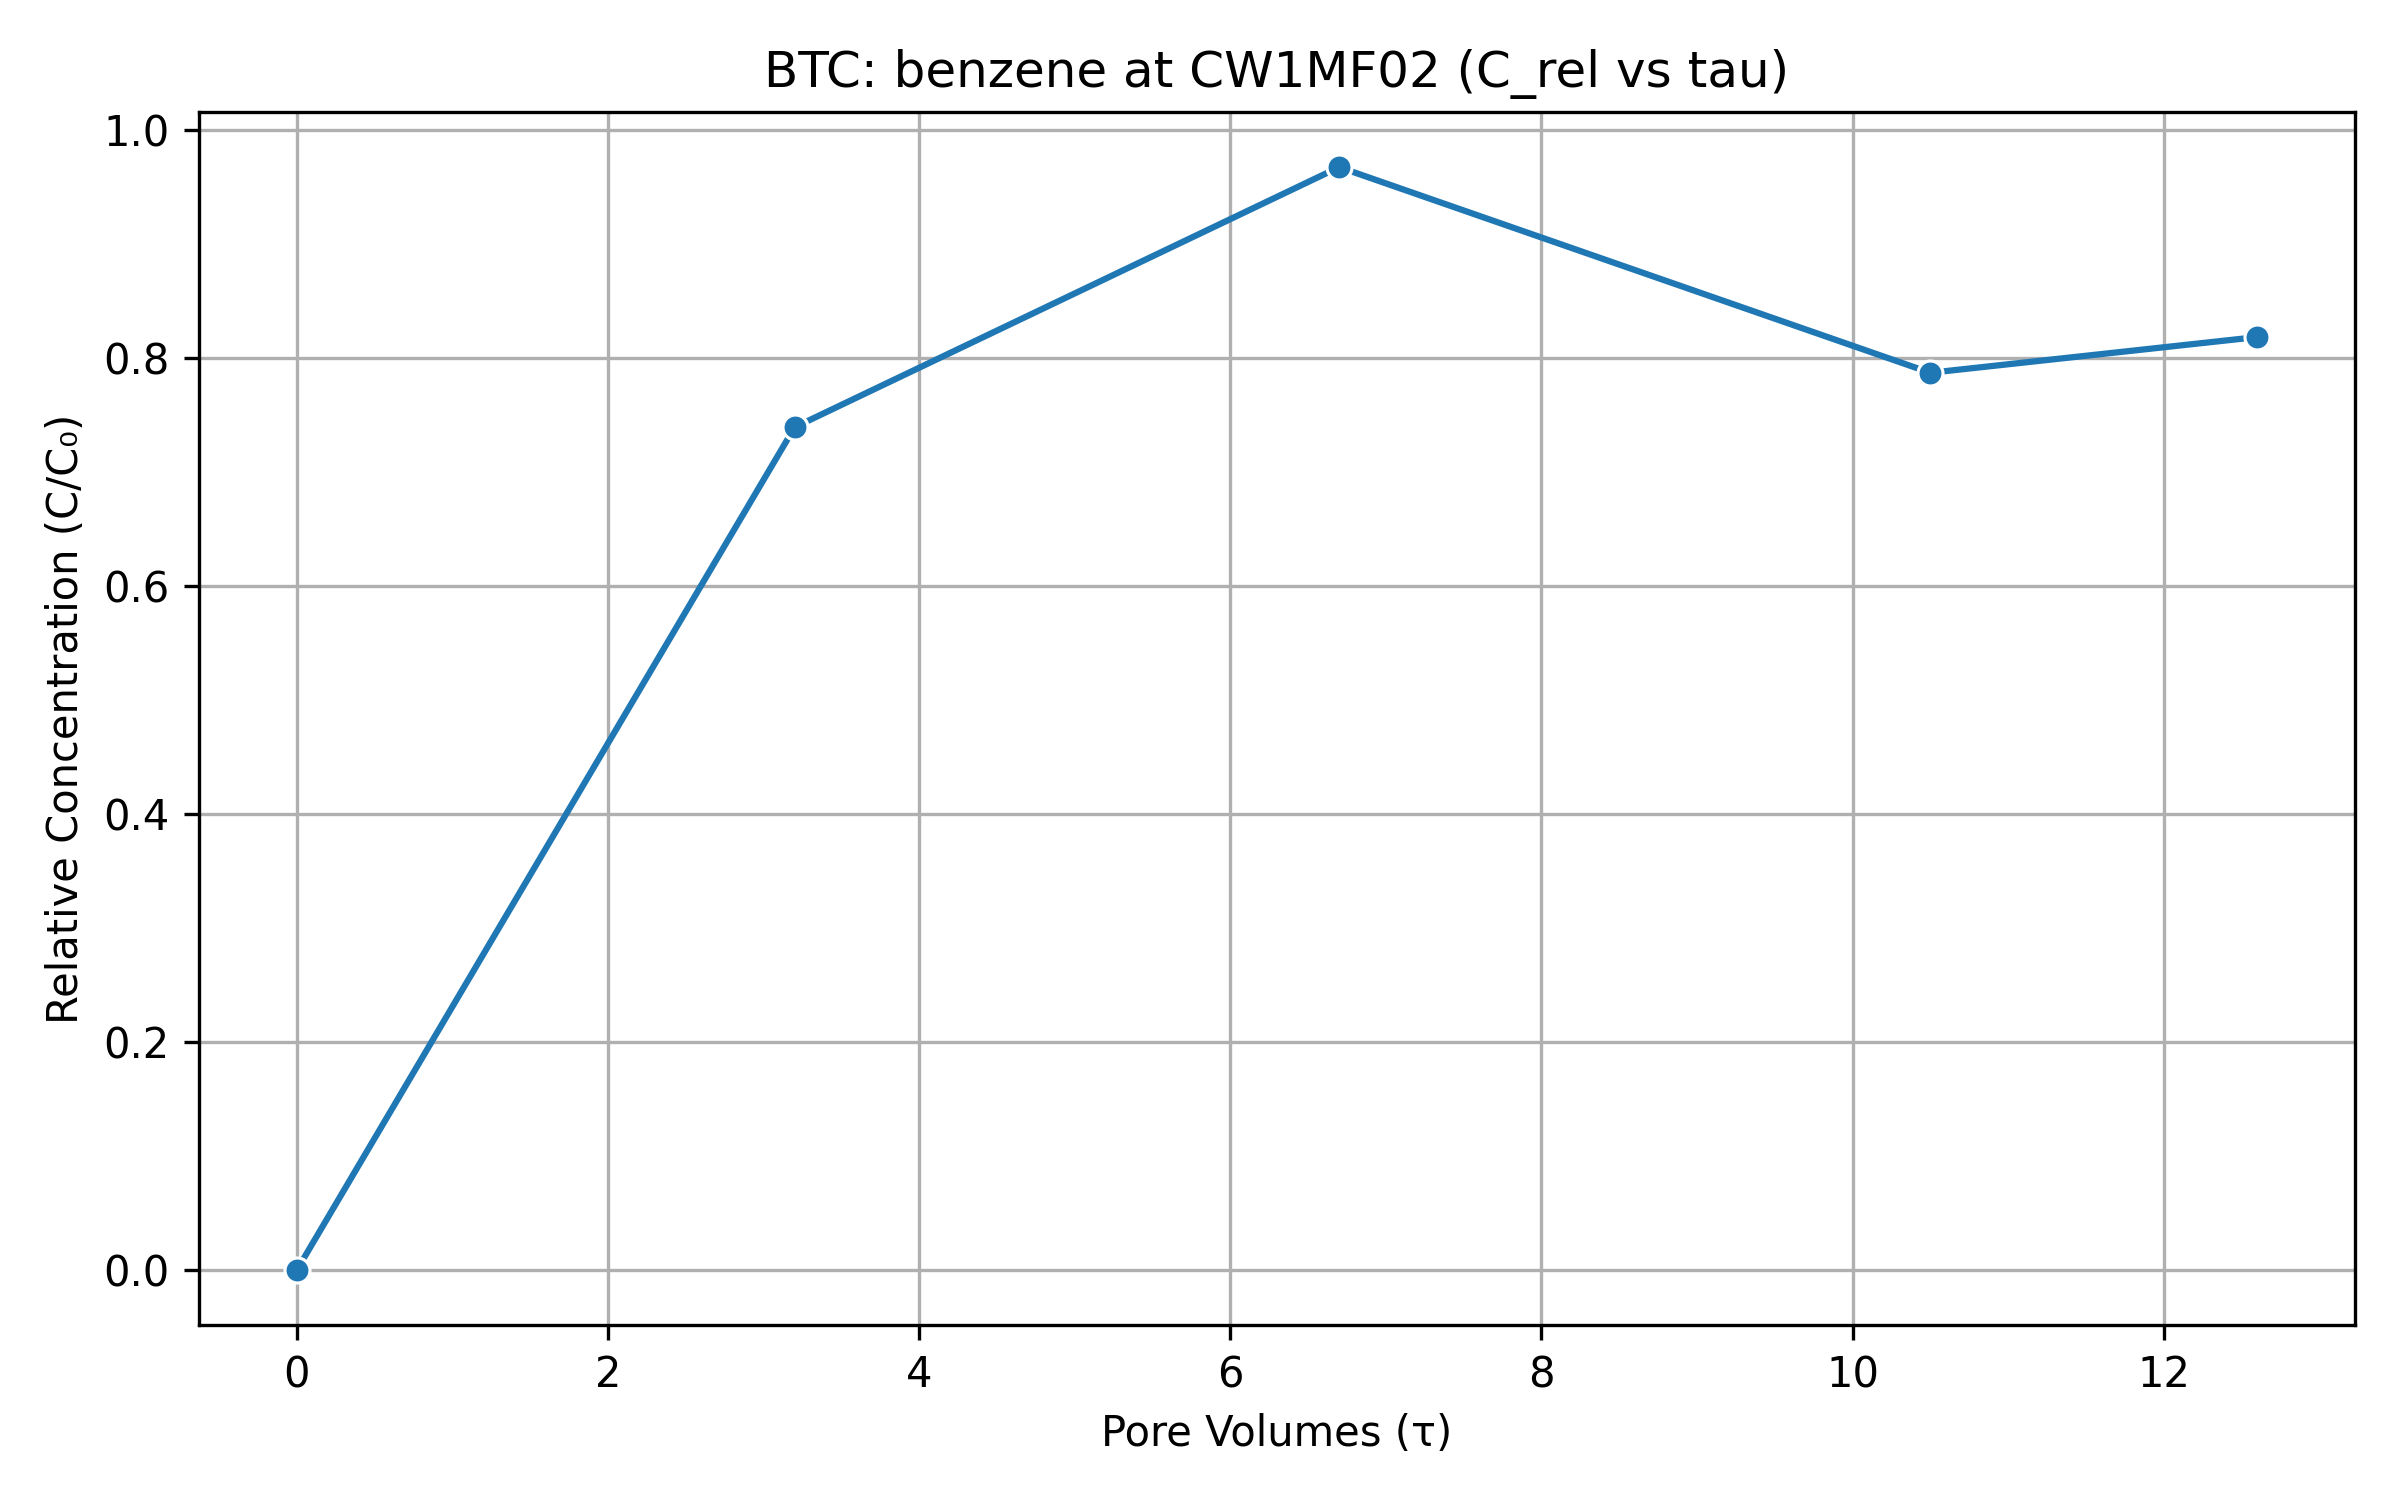 BTC: benzene at CW1MF02 (C_rel vs tau)
Relative Concentration (C/C₀)
1.0
0.8
0.6
0.4
0.2
0.0
0 2 4 6 8 10 12
Pore Volumes (τ)